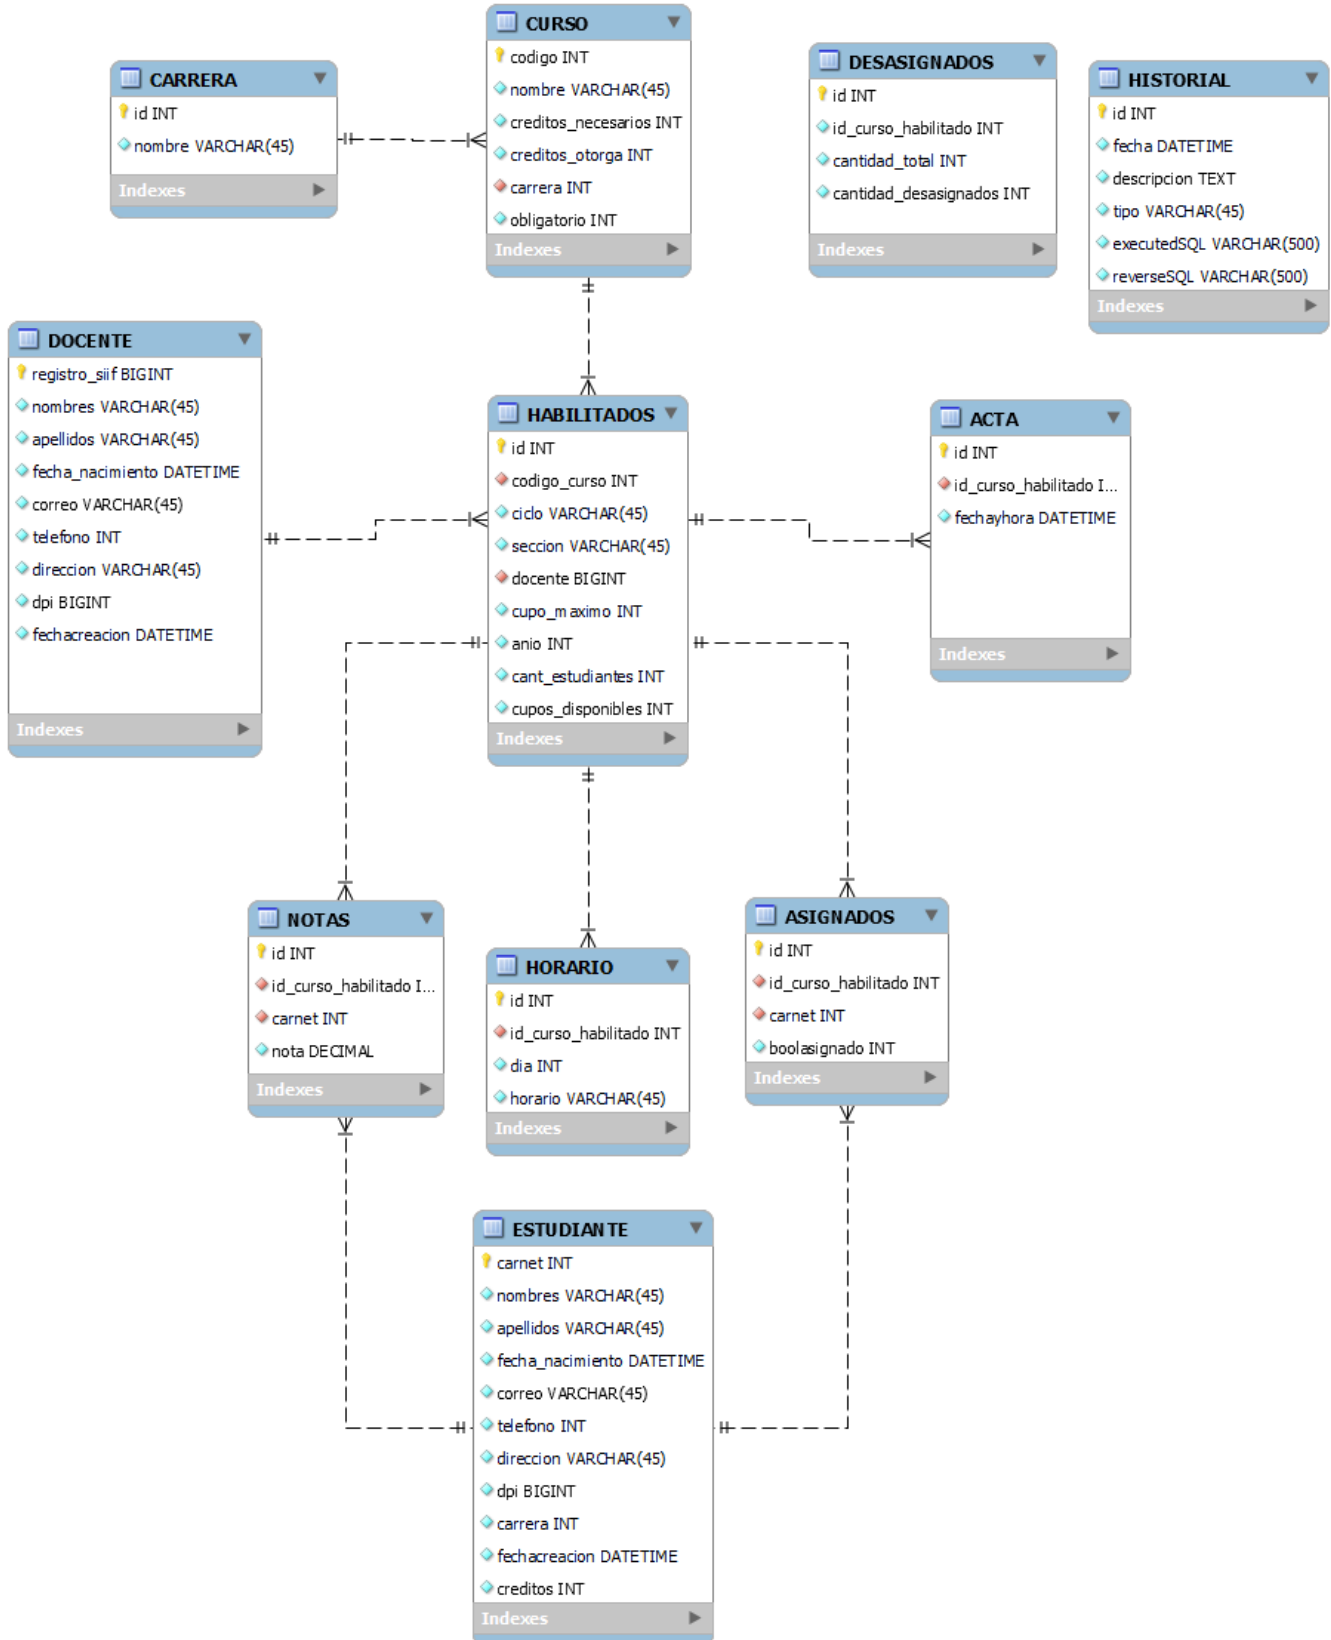 CARRERA
id INT
nombre VARCHAR(45)
Indexes
CURSO
codigo INT
nombre VARCHAR(45)
creditos_necesarios INT
creditos_otorga INT
carrera INT
obligatorio INT
Indexes
DESASIGNADOS
id INT
id_curso_habilitado INT
cantidad_total INT
cantidad_desasignados INT
Indexes
HISTORIAL
id INT
fecha DATETIME
descripcion TEXT
tipo VARCHAR(45)
executedSQL VARCHAR(500)
reverseSQL VARCHAR(500)
Indexes
DOCENTE
registro_siif BIGINT
nombres VARCHAR(45)
apellidos VARCHAR(45)
fecha_nacimiento DATETIME
correo VARCHAR(45)
telefono INT
direccion VARCHAR(45)
dpi BIGINT
fechacreacion DATETIME
Indexes
HABILITADOS
id INT
codigo_curso INT
ciclo VARCHAR(45)
seccion VARCHAR(45)
docente BIGINT
cupo_maximo INT
anio INT
cant_estudiantes INT
cupos_disponibles INT
Indexes
ACTA
id INT
id_curso_habilitado I...
fechayhora DATETIME
Indexes
NOTAS
id INT
id_curso_habilitado I...
carnet INT
nota DECIMAL
Indexes
HORARIO
id INT
id_curso_habilitado INT
dia INT
horario VARCHAR(45)
Indexes
ASIGNADOS
id INT
id_curso_habilitado INT
carnet INT
boolasignado INT
Indexes
ESTUDIANTE
carnet INT
nombres VARCHAR(45)
apellidos VARCHAR(45)
fecha_nacimiento DATETIME
correo VARCHAR(45)
telefono INT
direccion VARCHAR(45)
dpi BIGINT
carrera INT
fechacreacion DATETIME
creditos INT
Indexes